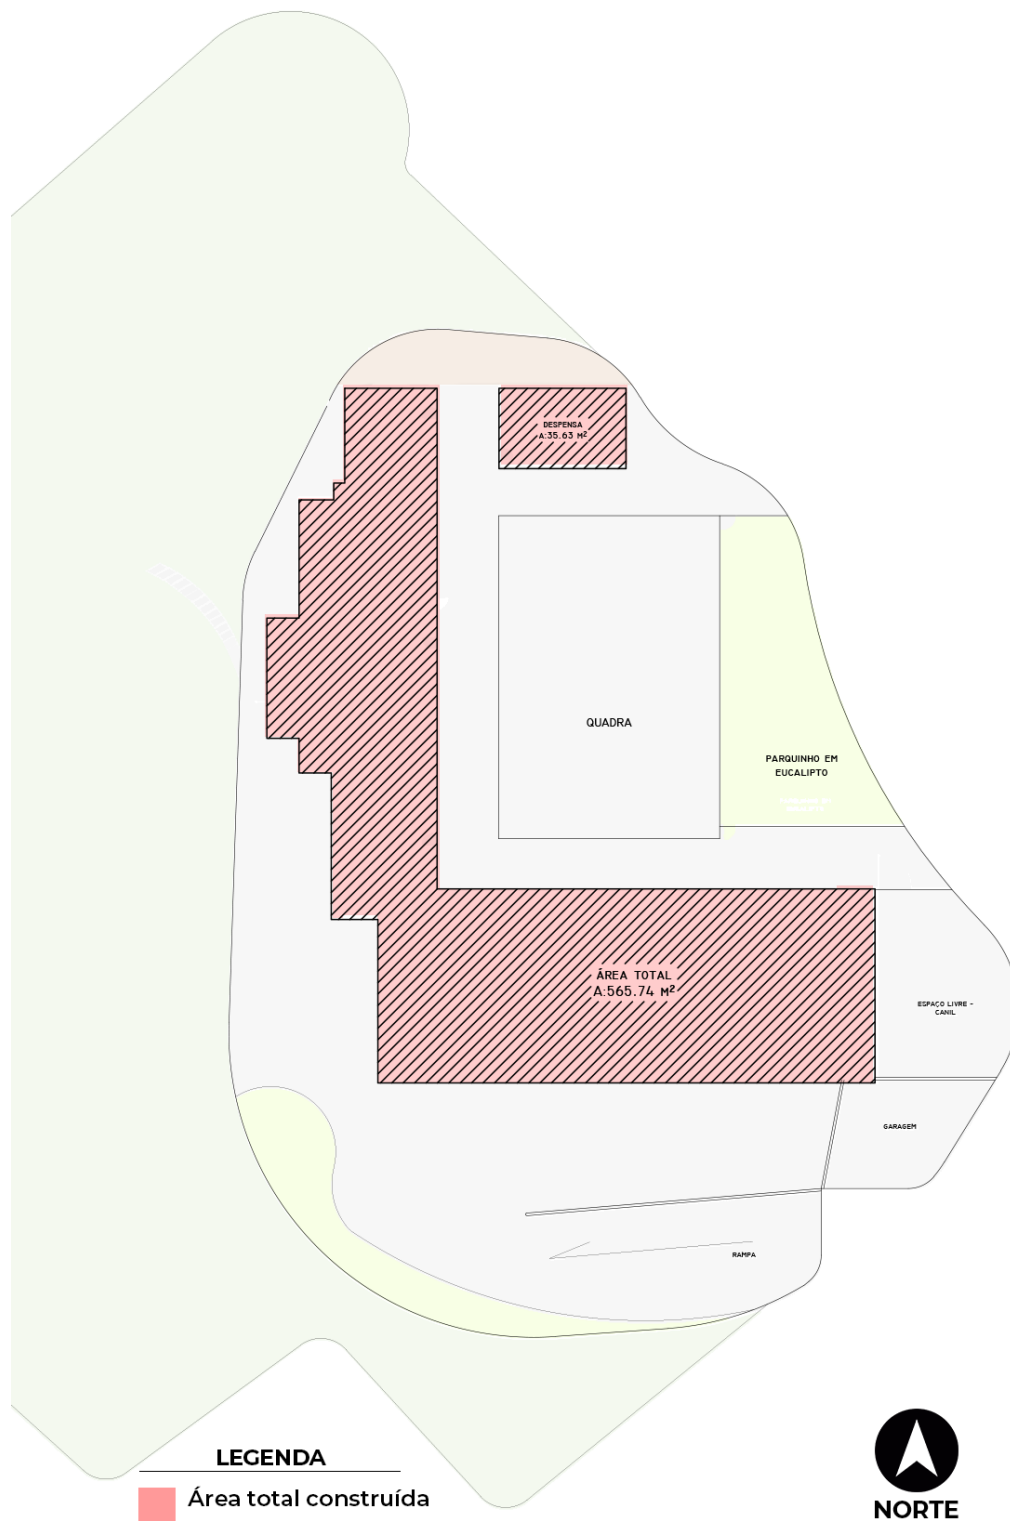 DESPENSA
A:35.63 M²
QUADRA
PARQUINHO EM
EUCALIPTO
ÁREA TOTAL
A:565.74 M²
ESPAÇO LIVRE -
CANIL
GARAGEM
RAMPA
LEGENDA
Área total construída
NORTE